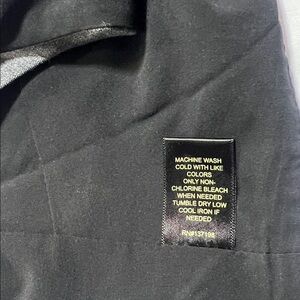 MACHINE WASH
COLD WITH LIKE
COLORS
ONLY NON-
CHLORINE BLEACH
WHEN NEEDED
TUMBLE DRY LOW
COOL IRON IF
NEEDED
RN#137198